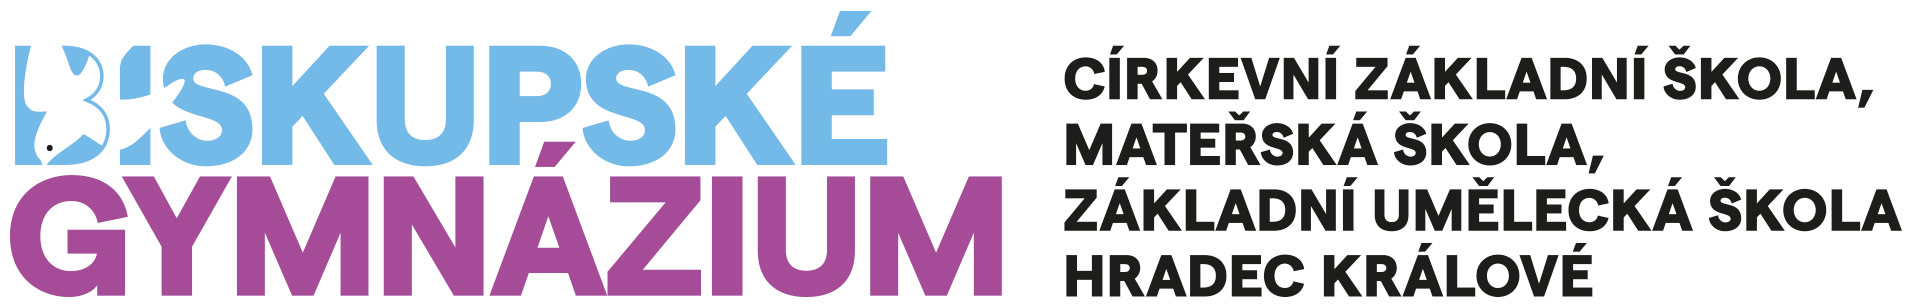 BISKUPSKÉ
GYMNÁZIUM
CÍRKEVNÍ ZÁKLADNÍ ŠKOLA,
MATEŘSKÁ ŠKOLA,
ZÁKLADNÍ UMĚLECKÁ ŠKOLA
HRADEC KRÁLOVÉ